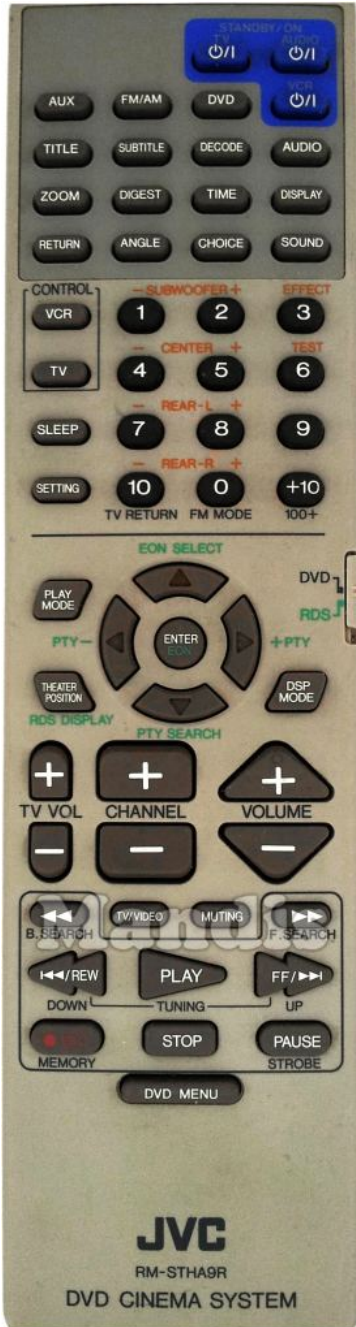 STANDBY/ON
TV AUDIO
⏻/I ⏻/I
VCR
AUX FM/AM DVD ⏻/I
TITLE SUBTITLE DECODE AUDIO
ZOOM DIGEST TIME DISPLAY
RETURN ANGLE CHOICE SOUND
CONTROL - SUBWOOFER + EFFECT
VCR 1 2 3
- CENTER + TEST
TV 4 5 6
- REAR-L +
SLEEP 7 8 9
- REAR-R +
SETTING 10 0 +10
TV RETURN FM MODE 100+
EON SELECT
DVD
PLAY MODE
RDS
PTY- ENTER +PTY
EON
THEATER POSITION DSP MODE
RDS DISPLAY
PTY SEARCH
+ + +
TV VOL CHANNEL VOLUME
- - -
◀◀ TV/VIDEO MUTING ▶▶
B.SEARCH F.SEARCH
Mandis
I◀◀/REW PLAY FF/▶▶I
DOWN TUNING UP
STOP PAUSE
MEMORY STROBE
DVD MENU
JVC
RM-STHA9R
DVD CINEMA SYSTEM